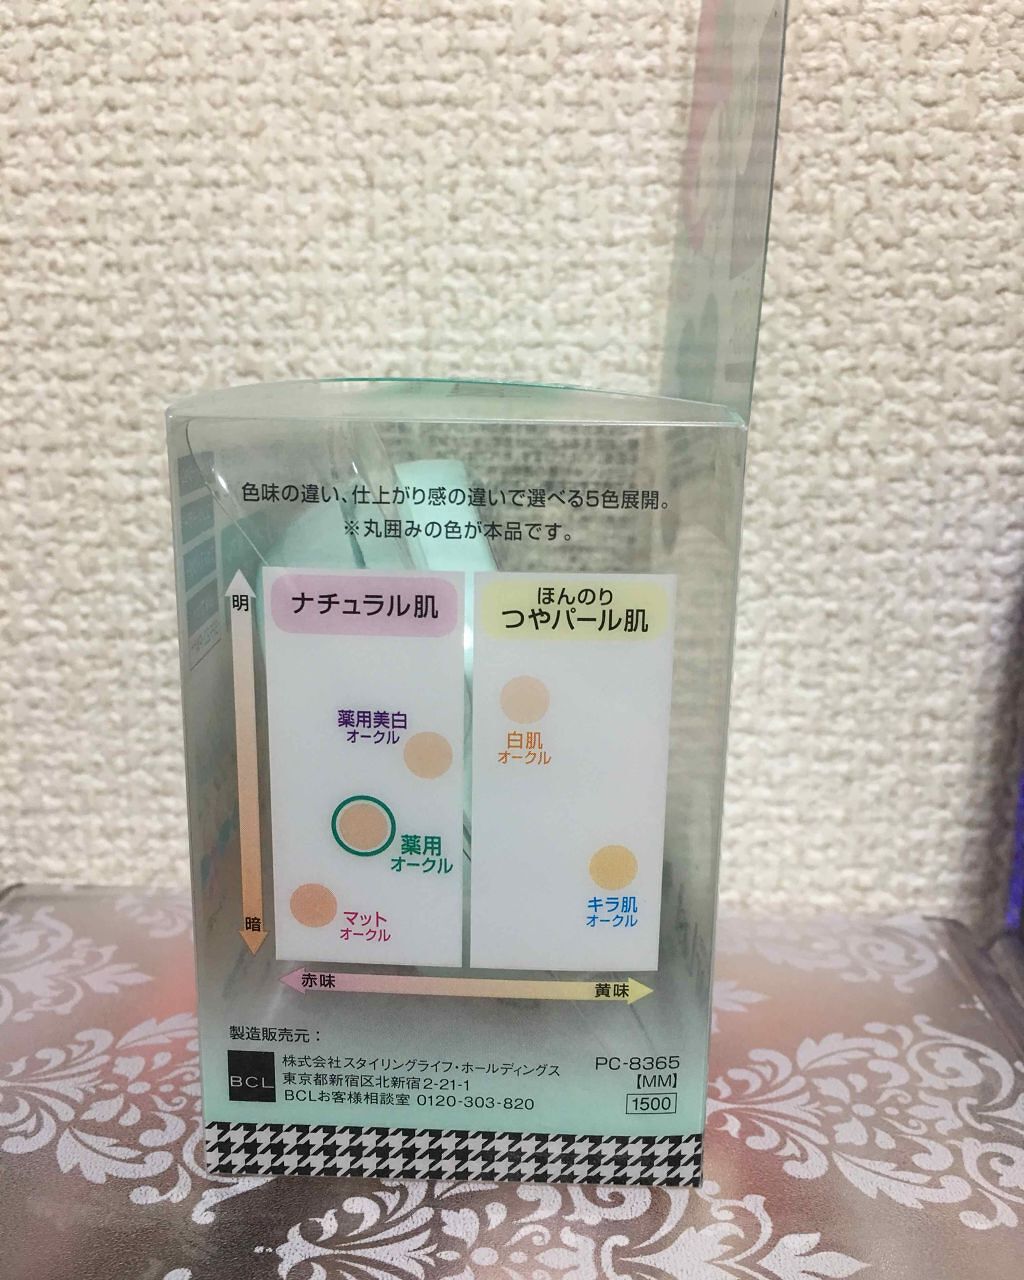 色味の違い、仕上がり感の違いで選べる5色展開。
※丸囲みの色が本品です。
明
ナチュラル肌
ほんのり
つやパール肌
薬用美白
オークル
白肌
オークル
薬用
オークル
キラ肌
オークル
マット
オークル
暗
赤味
黄味
製造販売元：
BCL
株式会社スタイリングライフ・ホールディングス
東京都新宿区北新宿2-21-1
BCLお客様相談室 0120-303-820
PC-8365
【MM】
1500